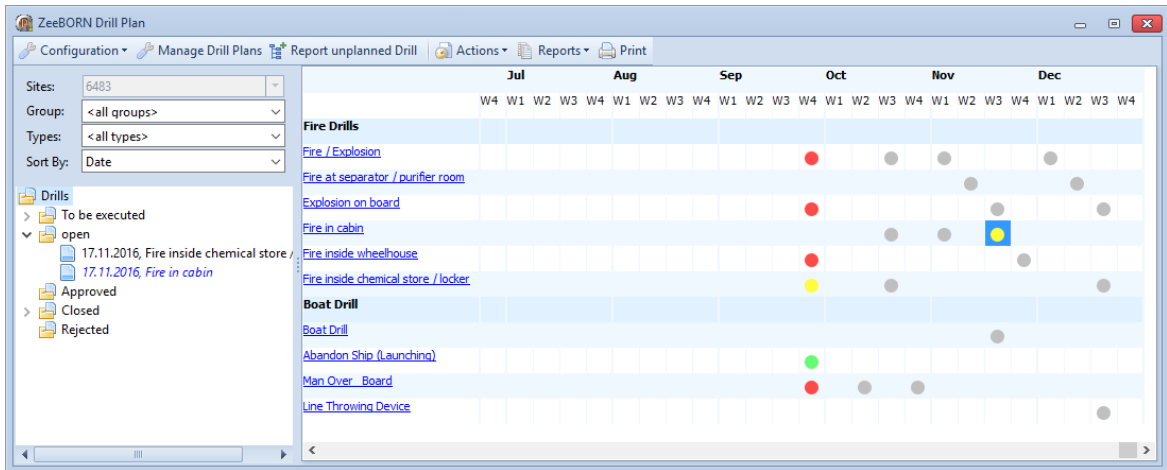 ZeeBORN Drill Plan
Configuration Manage Drill Plans Report unplanned Drill Actions Reports Print
Sites: 6483
Group: <all groups>
Types: <all types>
Sort By: Date
Drills
To be executed
open
17.11.2016, Fire inside chemical store /
17.11.2016, Fire in cabin
Approved
Closed
Rejected
Jul Aug Sep Oct Nov Dec
W4 W1 W2 W3 W4 W1 W2 W3 W4 W1 W2 W3 W4 W1 W2 W3 W4 W1 W2 W3 W4 W1 W2 W3 W4
Fire Drills
Fire / Explosion
Fire at separator / purifier room
Explosion on board
Fire in cabin
Fire inside wheelhouse
Fire inside chemical store / locker
Boat Drill
Boat Drill
Abandon Ship (Launching)
Man Over Board
Line Throwing Device